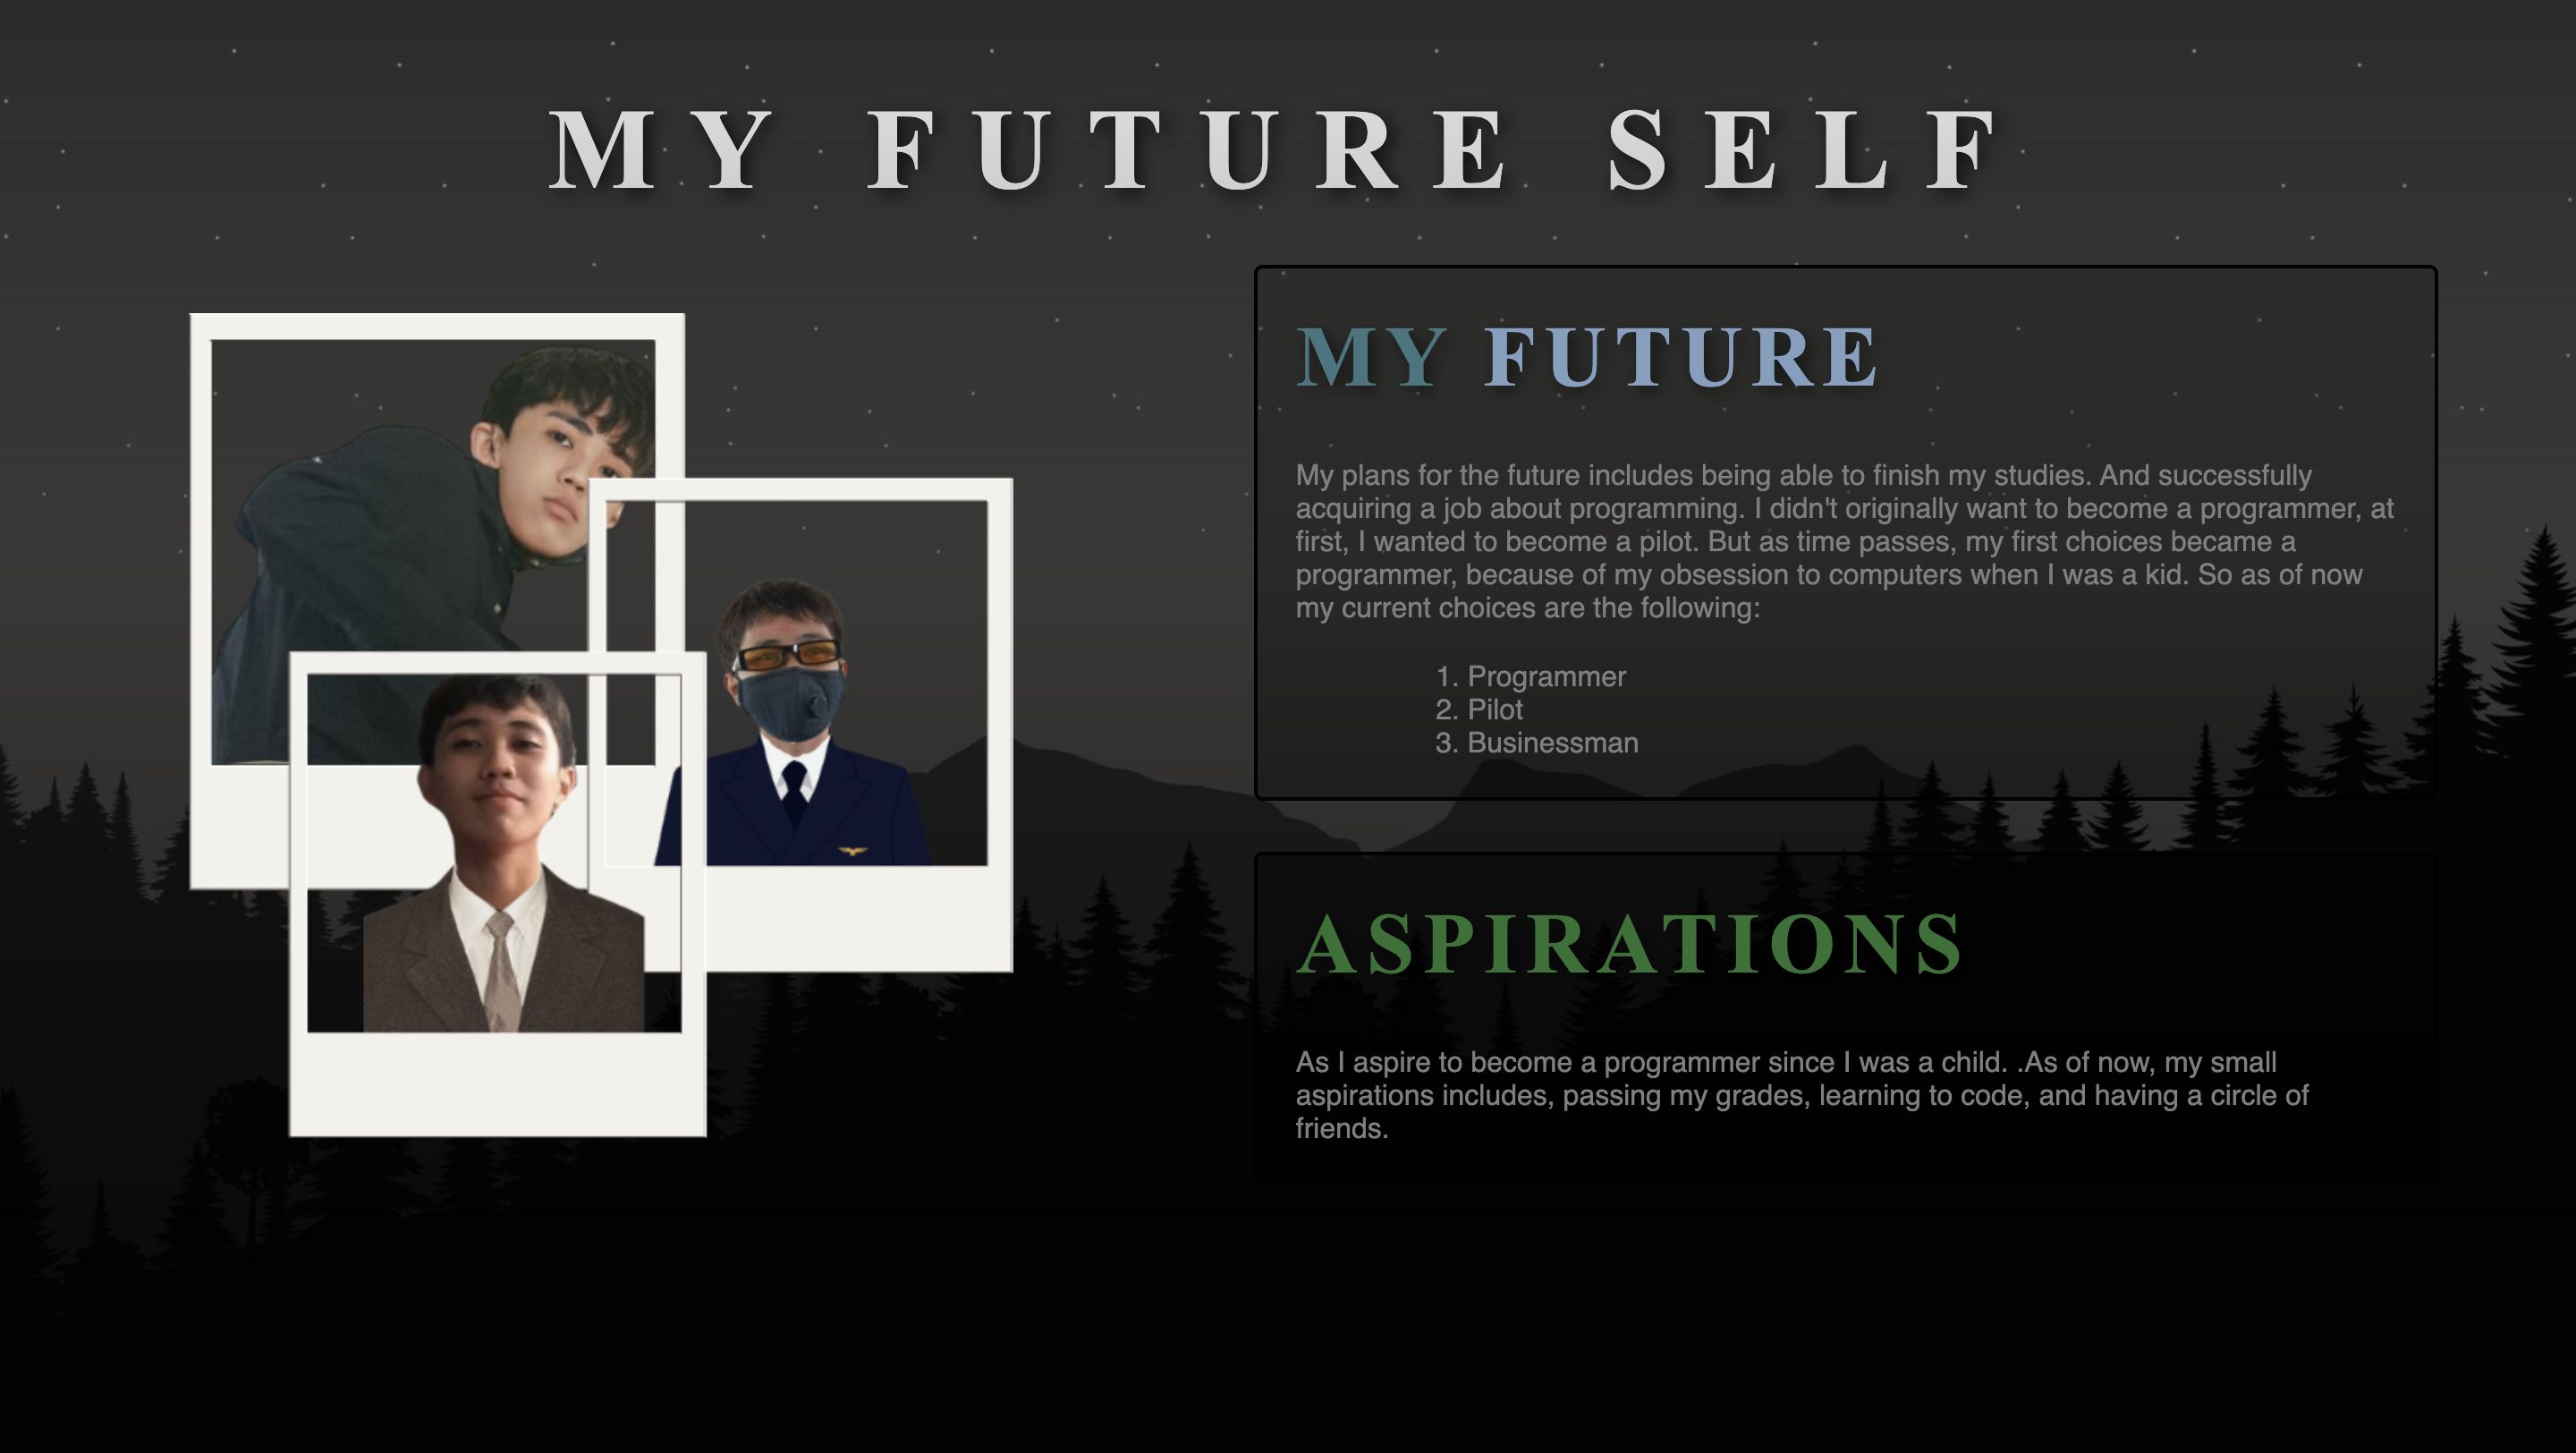 MY FUTURE SELF
MY FUTURE
My plans for the future includes being able to finish my studies. And successfully
acquiring a job about programming. I didn't originally want to become a programmer, at
first, I wanted to become a pilot. But as time passes, my first choices became a
programmer, because of my obsession to computers when I was a kid. So as of now
my current choices are the following:
1. Programmer
2. Pilot
3. Businessman
ASPIRATIONS
As I aspire to become a programmer since I was a child. .As of now, my small
aspirations includes, passing my grades, learning to code, and having a circle of
friends.